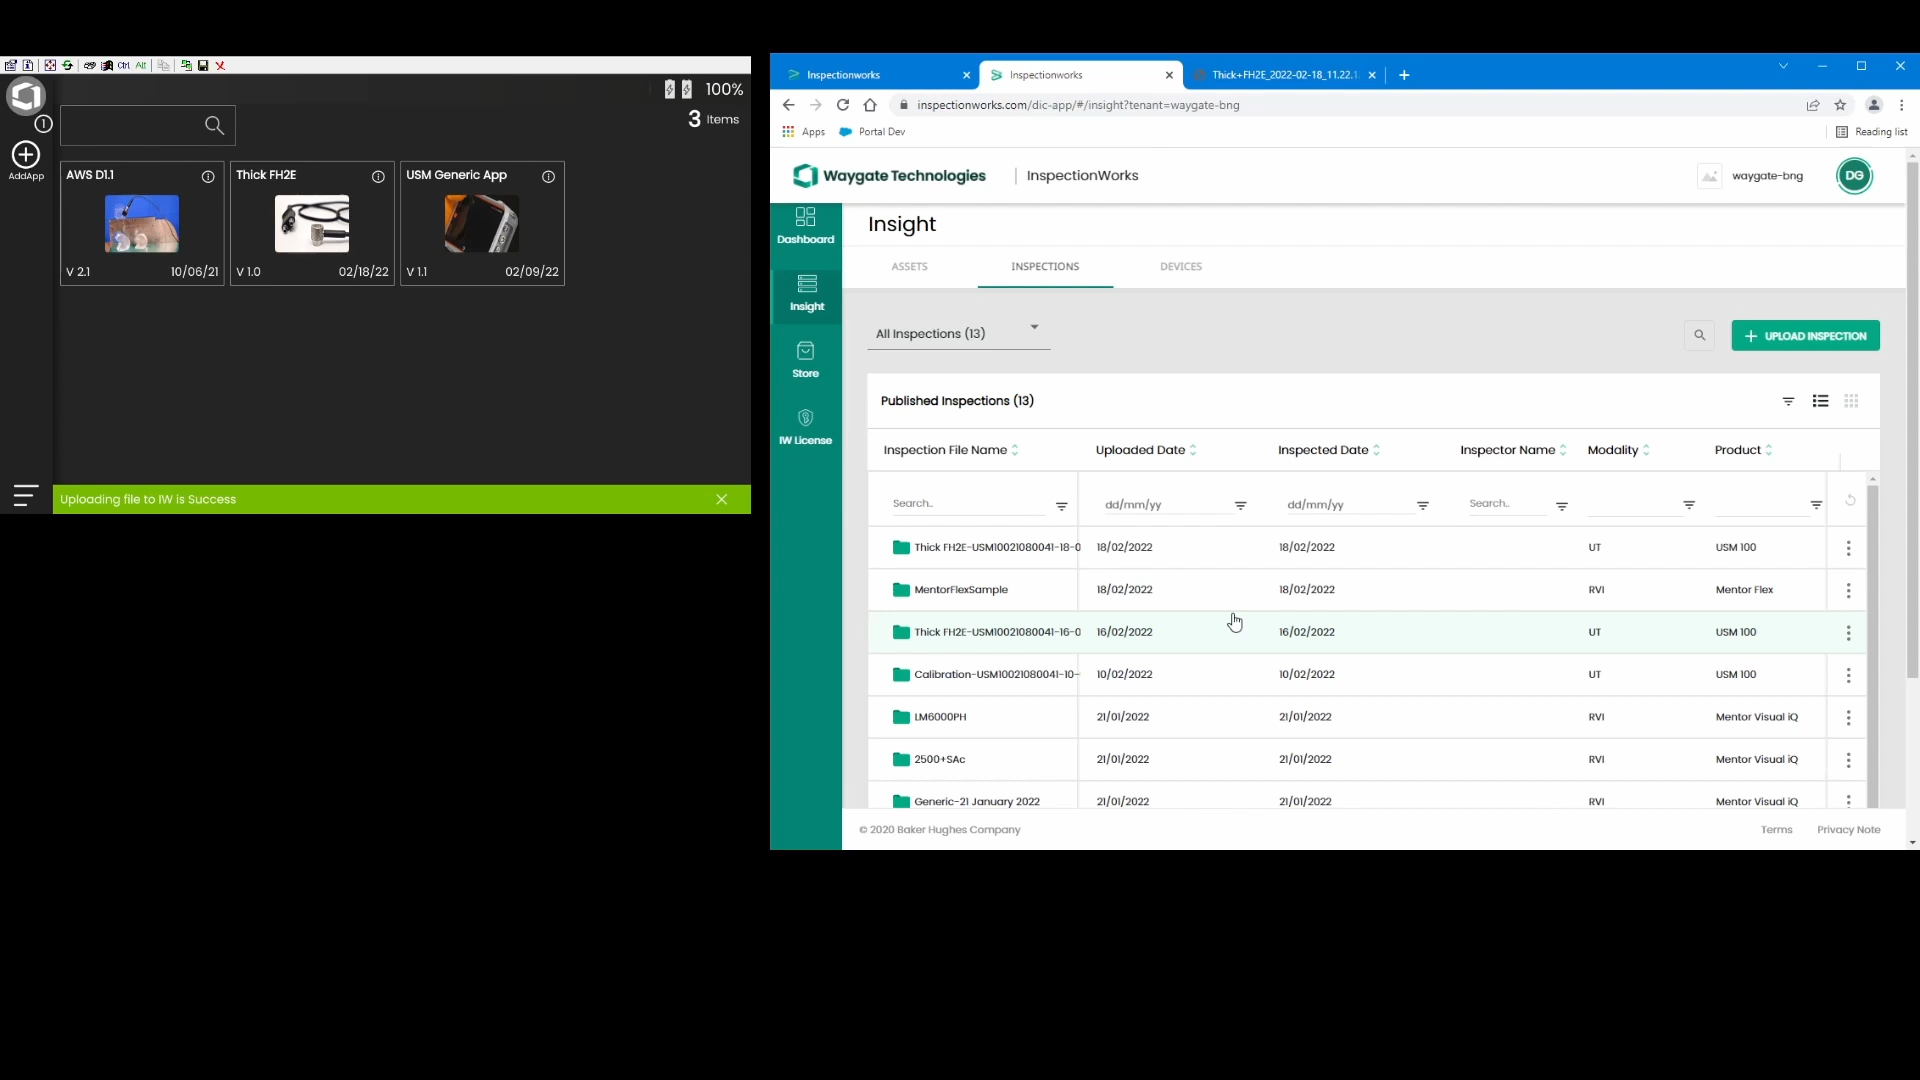 Ctrl Alt
100%
3 Items
AddApp
AWS D1.1
V 2.1 10/06/21
Thick FH2E
V 1.0 02/18/22
USM Generic App
V 1.1 02/09/22
Uploading file to IW is Success
Inspectionworks
Inspectionworks
Thick+FH2E_2022-02-18_11.22.1
inspectionworks.com/dic-app/#/insight?tenant=waygate-bng
Apps Portal Dev Reading list
Waygate Technologies | InspectionWorks waygate-bng DG
Dashboard
Insight
Store
IW License
Insight
ASSETS INSPECTIONS DEVICES
All Inspections (13) UPLOAD INSPECTION
Published Inspections (13)
Inspection File Name Uploaded Date Inspected Date Inspector Name Modality Product
Search.. dd/mm/yy dd/mm/yy Search..
Thick FH2E-USM10021080041-18-0 18/02/2022 18/02/2022 UT USM 100
MentorFlexSample 18/02/2022 18/02/2022 RVI Mentor Flex
Thick FH2E-USM10021080041-16-0 16/02/2022 16/02/2022 UT USM 100
Calibration-USM10021080041-10- 10/02/2022 10/02/2022 UT USM 100
LM6000PH 21/01/2022 21/01/2022 RVI Mentor Visual iQ
2500+SAc 21/01/2022 21/01/2022 RVI Mentor Visual iQ
Generic-21 January 2022 21/01/2022 21/01/2022 RVI Mentor Visual iQ
© 2020 Baker Hughes Company Terms Privacy Note